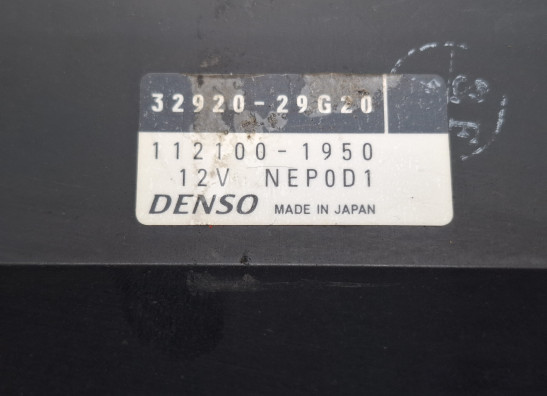 32920-29G20
112100-1950
12V NEP0D1
DENSO MADE IN JAPAN